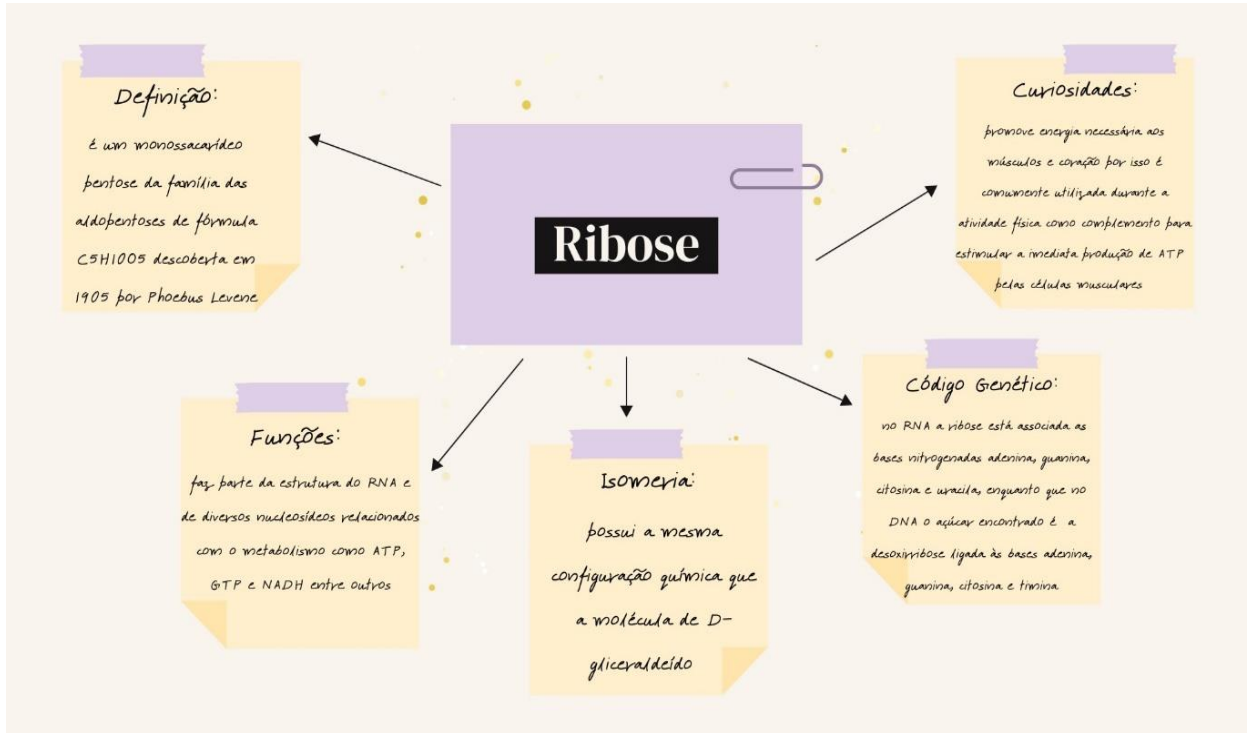 Ribose
Definição:
é um monossacarídeo
pentose da família das
aldopentoses de fórmula
C5H10O5 descoberta em
1905 por Phoebus Levene
Funções:
faz parte da estrutura do RNA e
de diversos nucleosídeos relacionados
com o metabolismo como ATP,
GTP e NADH entre outros
Isomeria:
possui a mesma
configuração química que
a molécula de D-
gliceraldeído
Código Genético:
no RNA a ribose está associada as
bases nitrogenadas adenina, guanina,
citosina e uracila, enquanto que no
DNA o açúcar encontrado é a
desoxirribose ligada às bases adenina,
guanina, citosina e timina
Curiosidades:
promove energia necessária aos
músculos e coração por isso é
comumente utilizada durante a
atividade física como complemento para
estimular a imediata produção de ATP
pelas células musculares